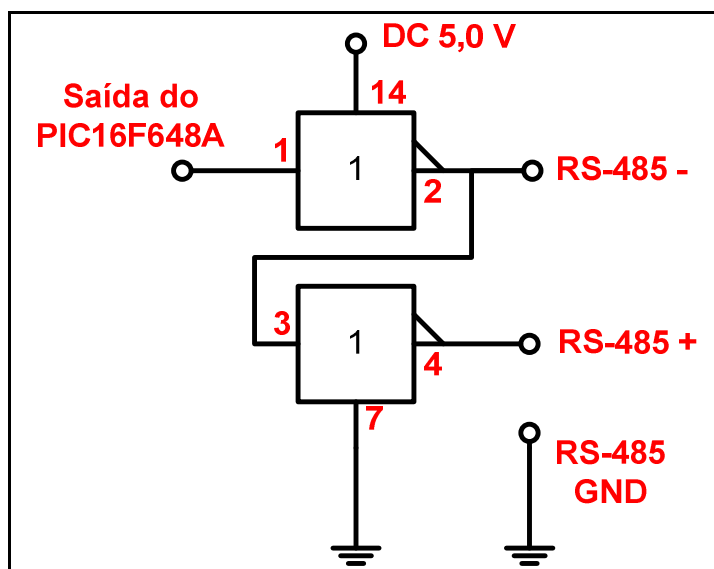 DC 5,0 V
Saída do
PIC16F648A
14
1
1
2
RS-485 -
3
1
4
RS-485 +
7
RS-485
GND